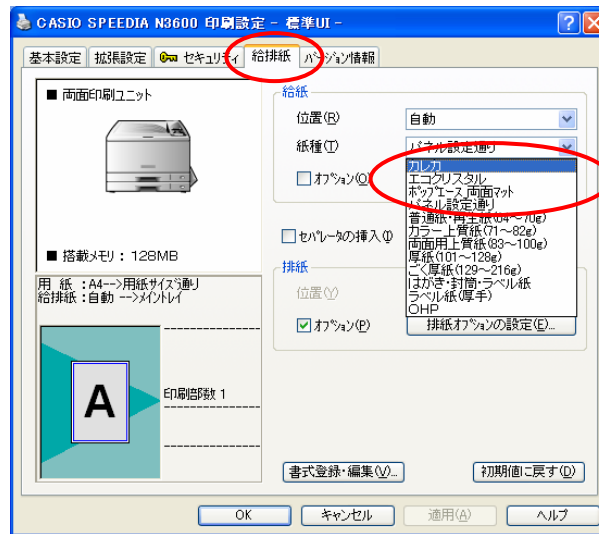 CASIO SPEEDIA N3600 印刷設定 - 標準UI -
基本設定 拡張設定 セキュリティ 給排紙 バージョン情報
■ 両面印刷ユニット
■ 搭載メモリ : 128MB
用 紙 : A4-->用紙サイズ通り
給排紙 : 自動 -->メイントレイ
A
印刷部数 1
給紙
位置(R) 自動
紙種(T) パネル設定通り
カレカ
エコクリスタル
ポップエース 両面マット
パネル設定通り
普通紙・再生紙(64～70g)
カラー上質紙(71～82g)
両面用上質紙(83～100g)
厚紙(101～128g)
ごく厚紙(129～216g)
はがき・封筒・ラベル紙
ラベル紙(厚手)
OHP
オプション(O)
セパレータの挿入(I)
排紙
位置(Y)
オプション(P) 排紙オプションの設定(E)...
書式登録・編集(V)... 初期値に戻す(D)
OK キャンセル 適用(A) ヘルプ